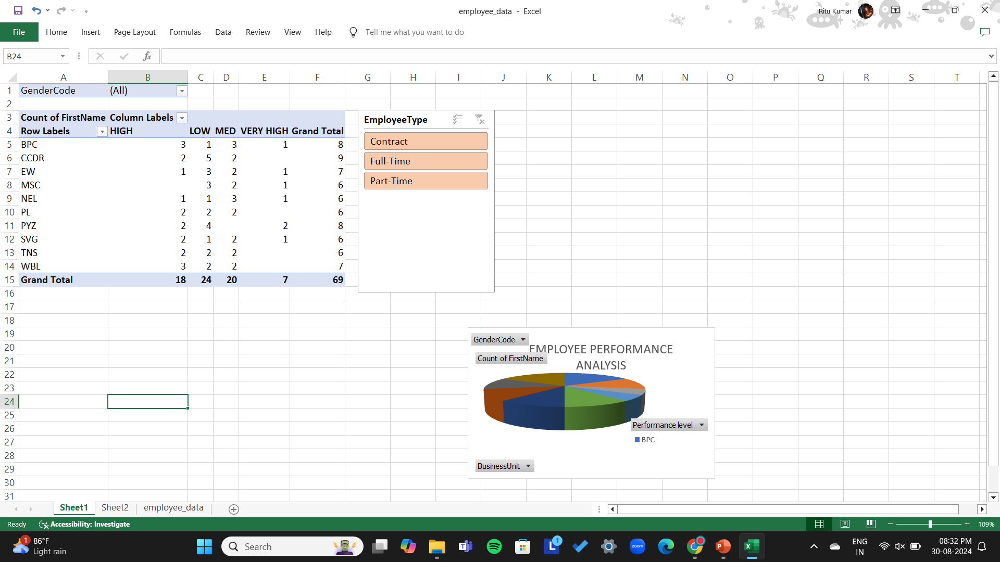 employee_data - Excel
Ritu Kumar
File Home Insert Page Layout Formulas Data Review View Help Tell me what you want to do
B24 fx
A B C D E F G H I J K L M N O P Q R S T
1 GenderCode (All)
2
3 Count of FirstName Column Labels
4 Row Labels HIGH LOW MED VERY HIGH Grand Total
5 BPC 3 1 3 1 8
6 CCDR 2 5 2 9
7 EW 1 3 2 1 7
8 MSC 3 2 1 6
9 NEL 1 1 3 1 6
10 PL 2 2 2 6
11 PYZ 2 4 2 8
12 SVG 2 1 2 1 6
13 TNS 2 2 2 6
14 WBL 3 2 2 7
15 Grand Total 18 24 20 7 69
16
17
18
19
20
21
22
23
24
25
26
27
28
29
30
31
EmployeeType
Contract
Full-Time
Part-Time
GenderCode
EMPLOYEE PERFORMANCE
Count of FirstName
ANALYSIS
Performance level
BPC
BusinessUnit
Sheet1 Sheet2 employee_data
Ready Accessibility: Investigate 109%
1 86°F
Light rain
Search
T
L 1
zoom
P
X
ENG
IN
08:32 PM
30-08-2024